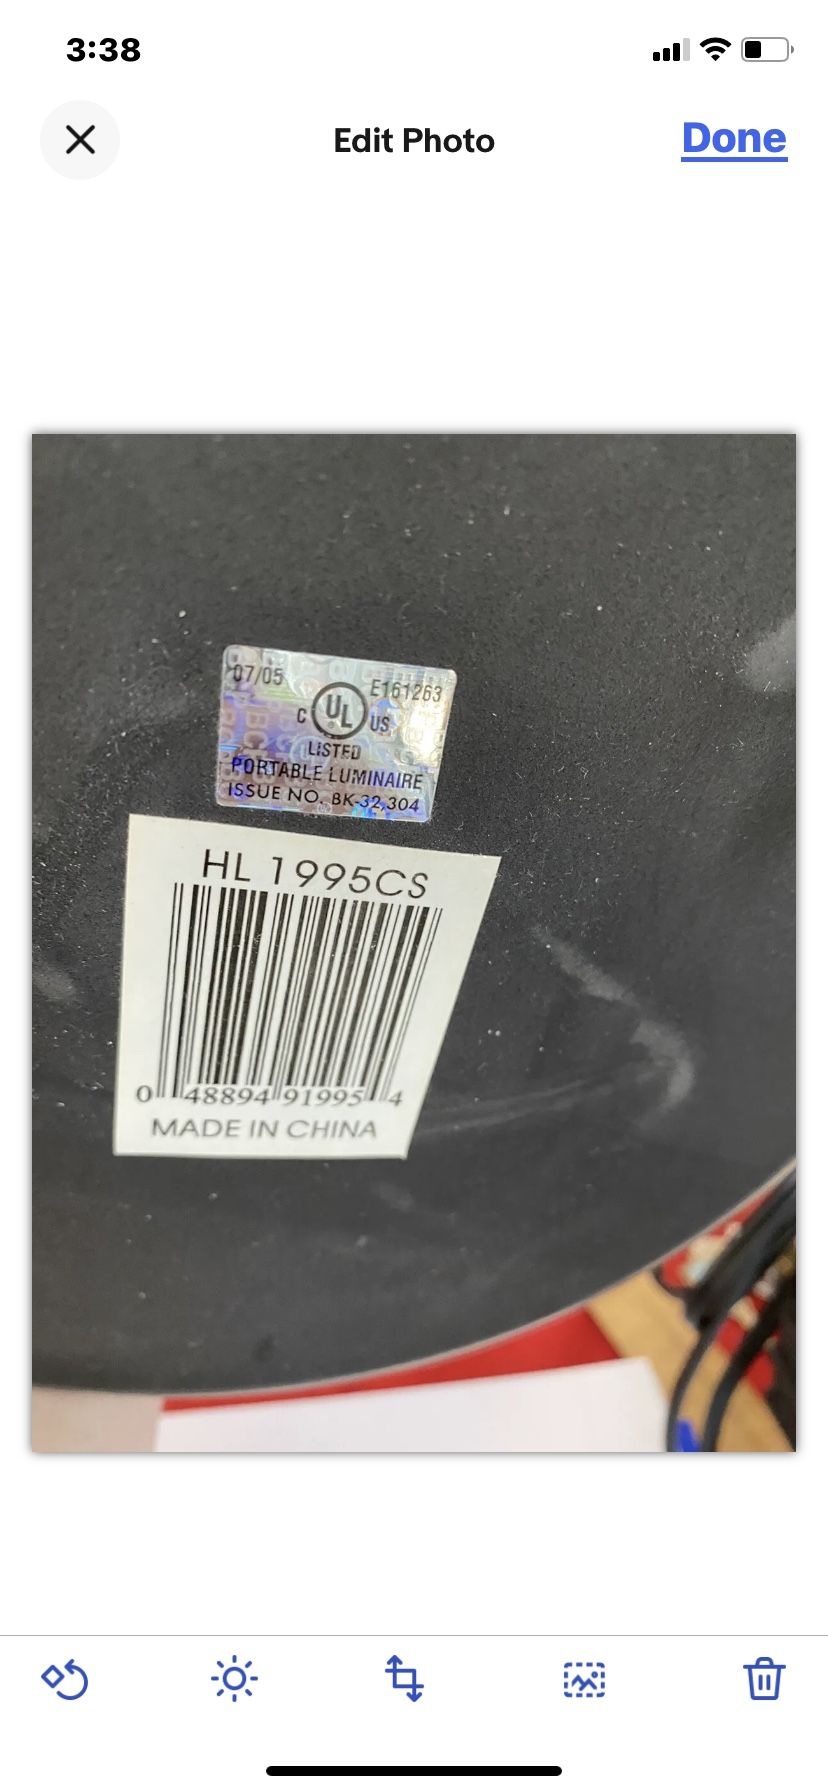 3:38
Edit Photo
Done
07/05
E161263
C UL US
LISTED
PORTABLE LUMINAIRE
ISSUE NO. BK-32,304
HL 1995CS
0 48894 91995 4
MADE IN CHINA